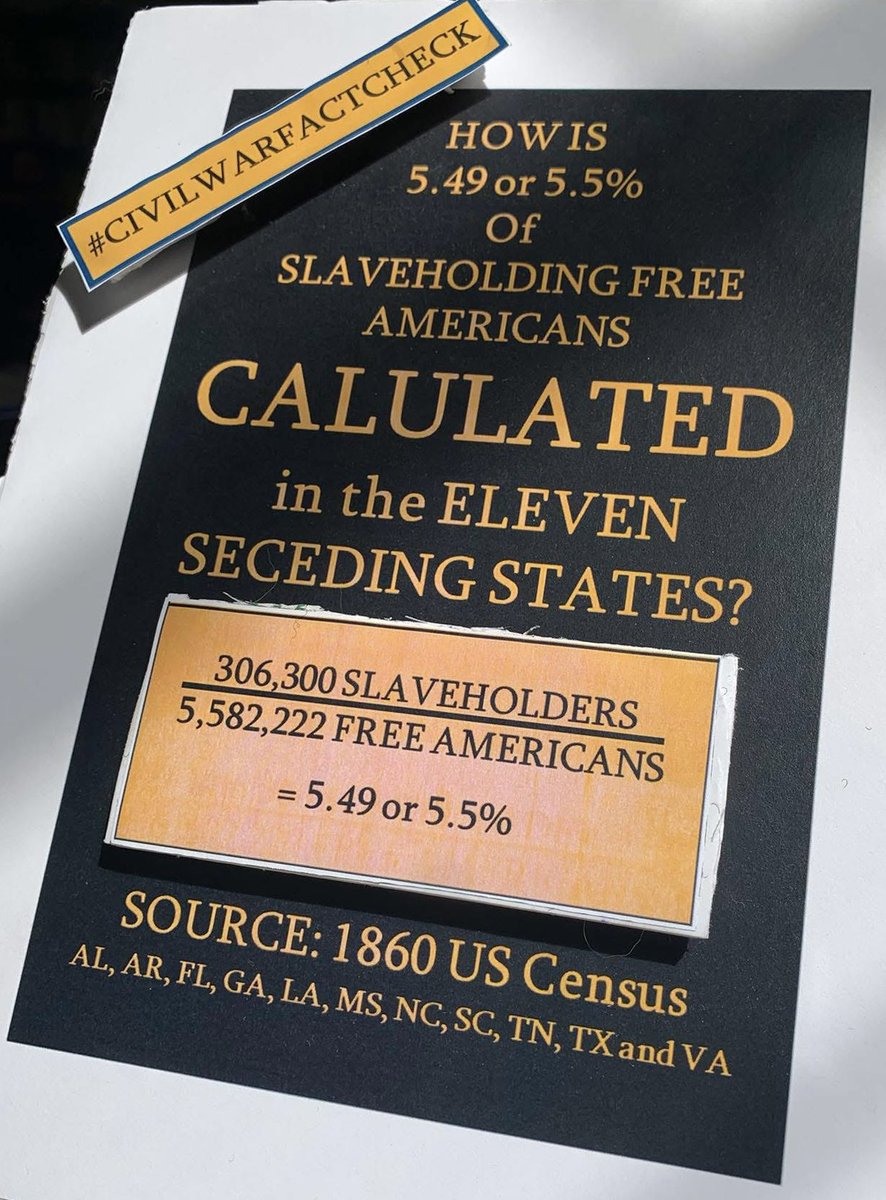 #CIVILWARFACTCHECK
HOW IS
5.49 or 5.5%
Of
SLAVEHOLDING FREE
AMERICANS
CALULATED
in the ELEVEN
SECEDING STATES?
306,300 SLAVEHOLDERS
5,582,222 FREE AMERICANS
= 5.49 or 5.5%
SOURCE: 1860 US Census
AL, AR, FL, GA, LA, MS, NC, SC, TN, TX and VA